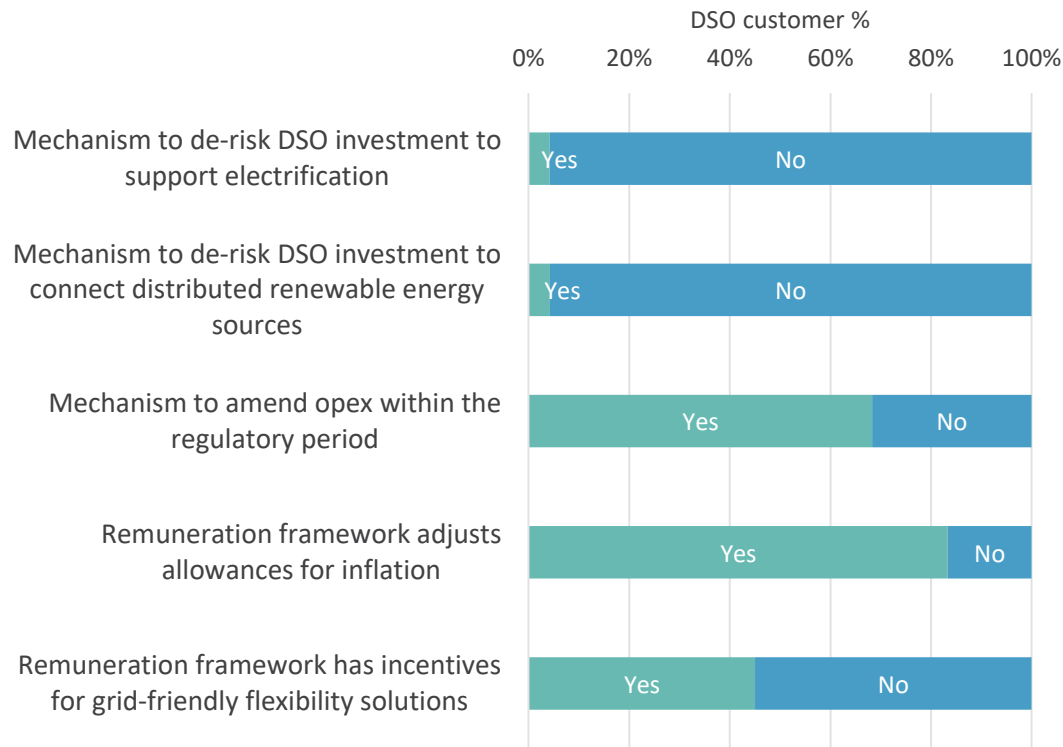 DSO customer %
0% 20% 40% 60% 80% 100%
Mechanism to de-risk DSO investment to
support electrification
Yes No
Mechanism to de-risk DSO investment to
connect distributed renewable energy
sources
Yes No
Mechanism to amend opex within the
regulatory period
Yes No
Remuneration framework adjusts
allowances for inflation
Yes No
Remuneration framework has incentives
for grid-friendly flexibility solutions
Yes No